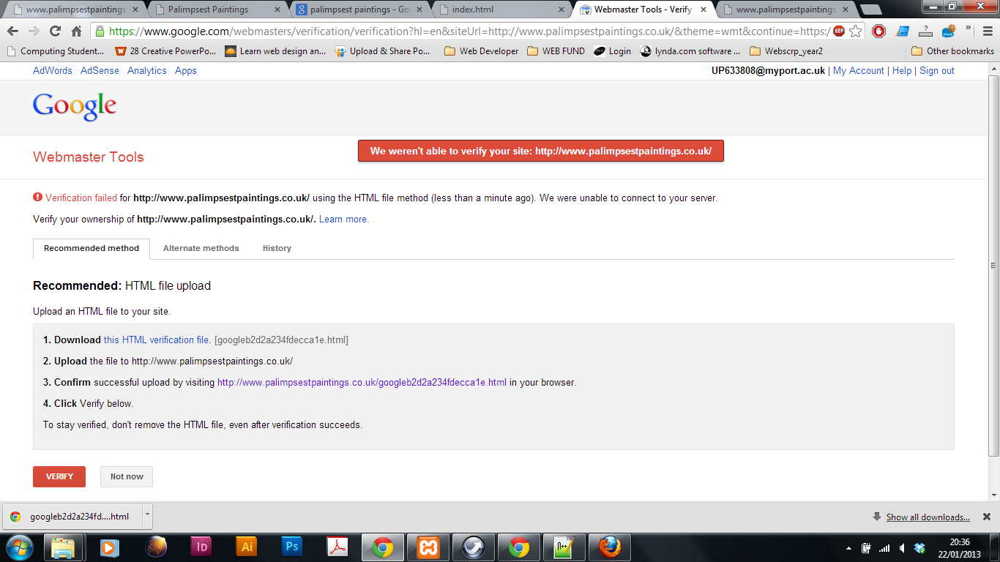 www.palimpsestpaintings
Palimpsest Paintings
palimpsest paintings - Goo
index.html
Webmaster Tools - Verify
www.palimpsestpaintings.
https://www.google.com/webmasters/verification/verification?hl=en&siteUrl=http://www.palimpsestpaintings.co.uk/&theme=wmt&continue=https:/
ABP
Computing Student...
28 Creative PowerPo...
Learn web design an...
Upload & Share Po...
Web Developer
WEB FUND
Login
lynda.com software ...
Webscrp_year2
Other bookmarks
AdWords AdSense Analytics Apps
UP633808@myport.ac.uk | My Account | Help | Sign out
Google
Webmaster Tools
We weren't able to verify your site: http://www.palimpsestpaintings.co.uk/
Verification failed for http://www.palimpsestpaintings.co.uk/ using the HTML file method (less than a minute ago). We were unable to connect to your server.
Verify your ownership of http://www.palimpsestpaintings.co.uk/. Learn more.
Recommended method
Alternate methods
History
Recommended: HTML file upload
Upload an HTML file to your site.
1. Download this HTML verification file. [googleb2d2a234fdecca1e.html]
2. Upload the file to http://www.palimpsestpaintings.co.uk/
3. Confirm successful upload by visiting http://www.palimpsestpaintings.co.uk/googleb2d2a234fdecca1e.html in your browser.
4. Click Verify below.
To stay verified, don't remove the HTML file, even after verification succeeds.
VERIFY
Not now
googleb2d2a234fd....html
Show all downloads...
Id
Ai
Ps
20:36
22/01/2013